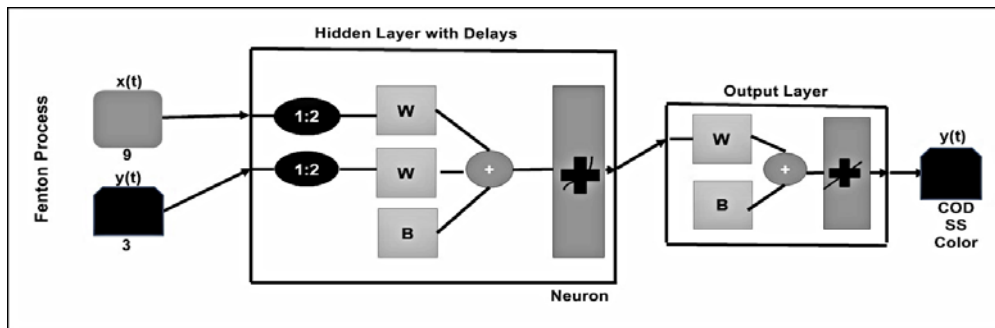 Fenton Process
x(t)
9
y(t)
3
Hidden Layer with Delays
1:2
W
1:2
W
B
+
Neuron
Output Layer
W
B
+
y(t)
COD
SS
Color